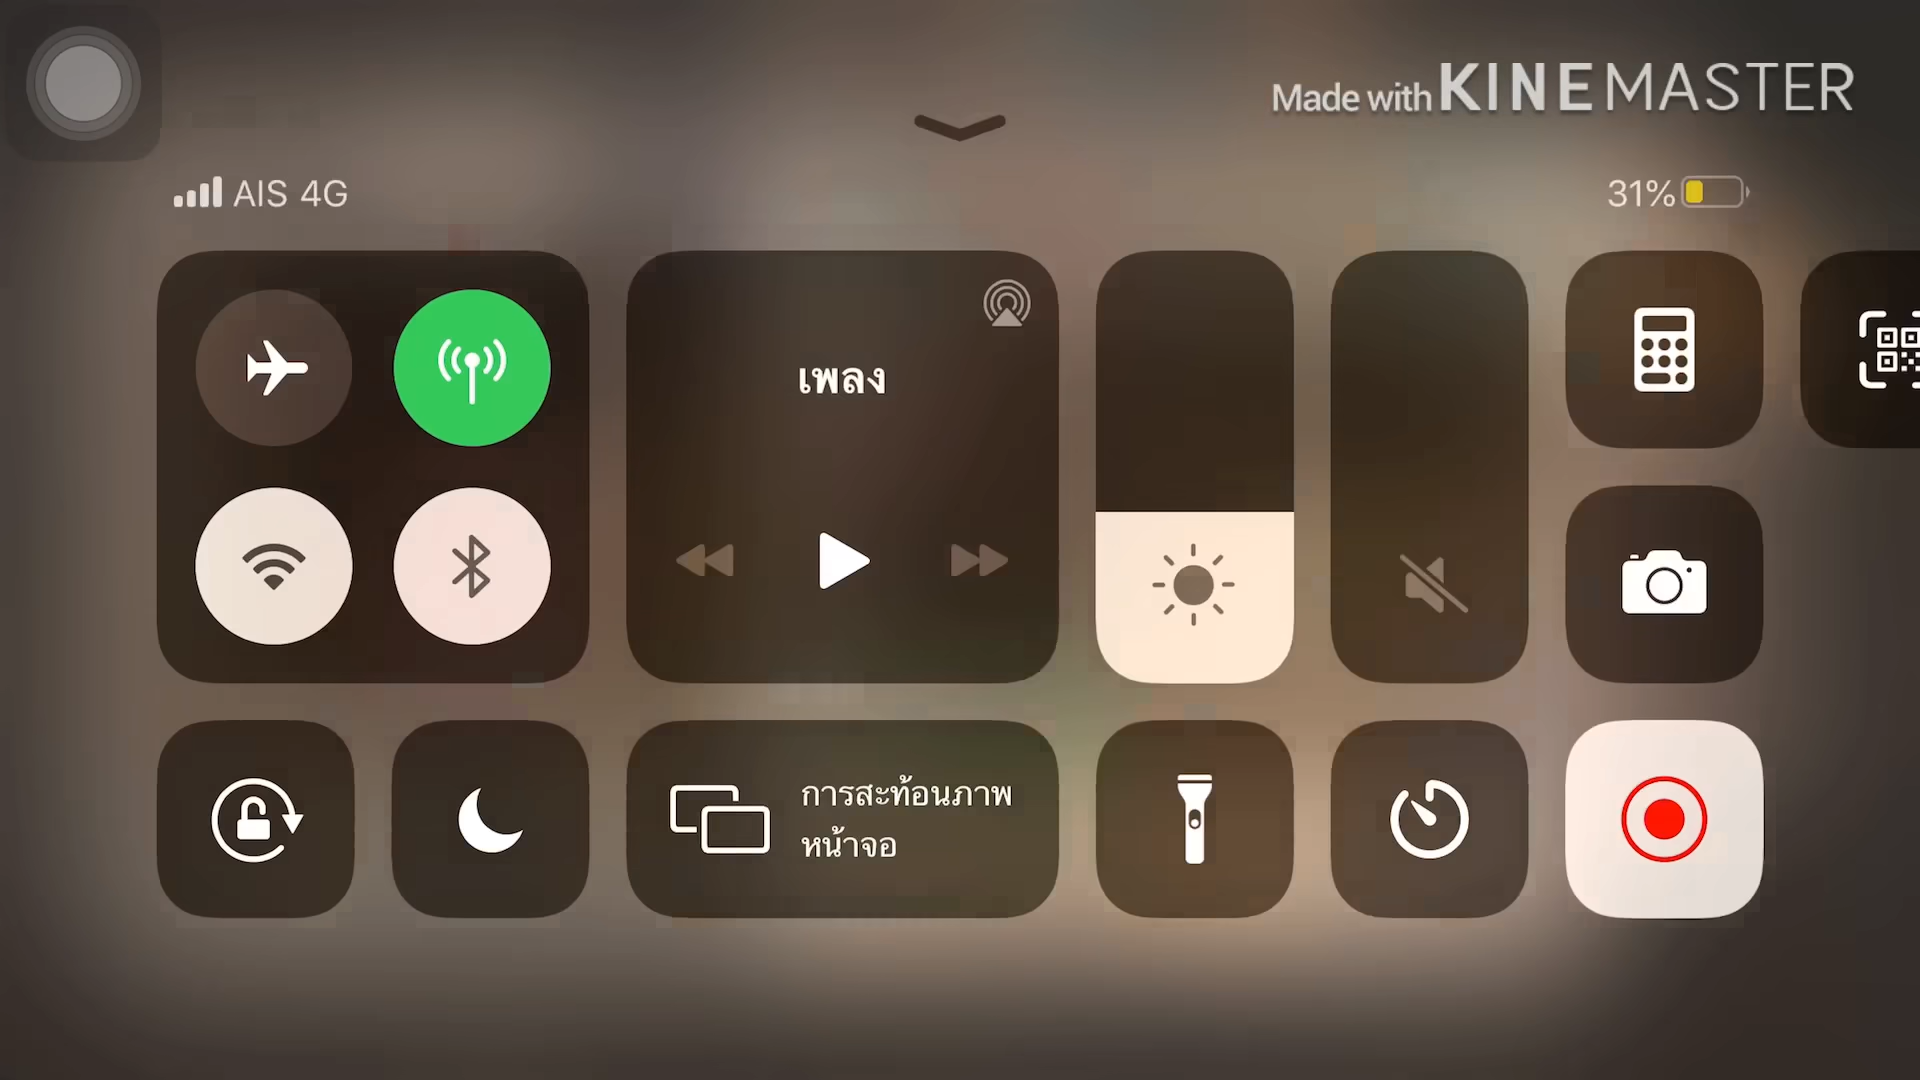 Made with KINEMASTER
AIS 4G
31%
เพลง
การสะท้อนภาพ
หน้าจอ